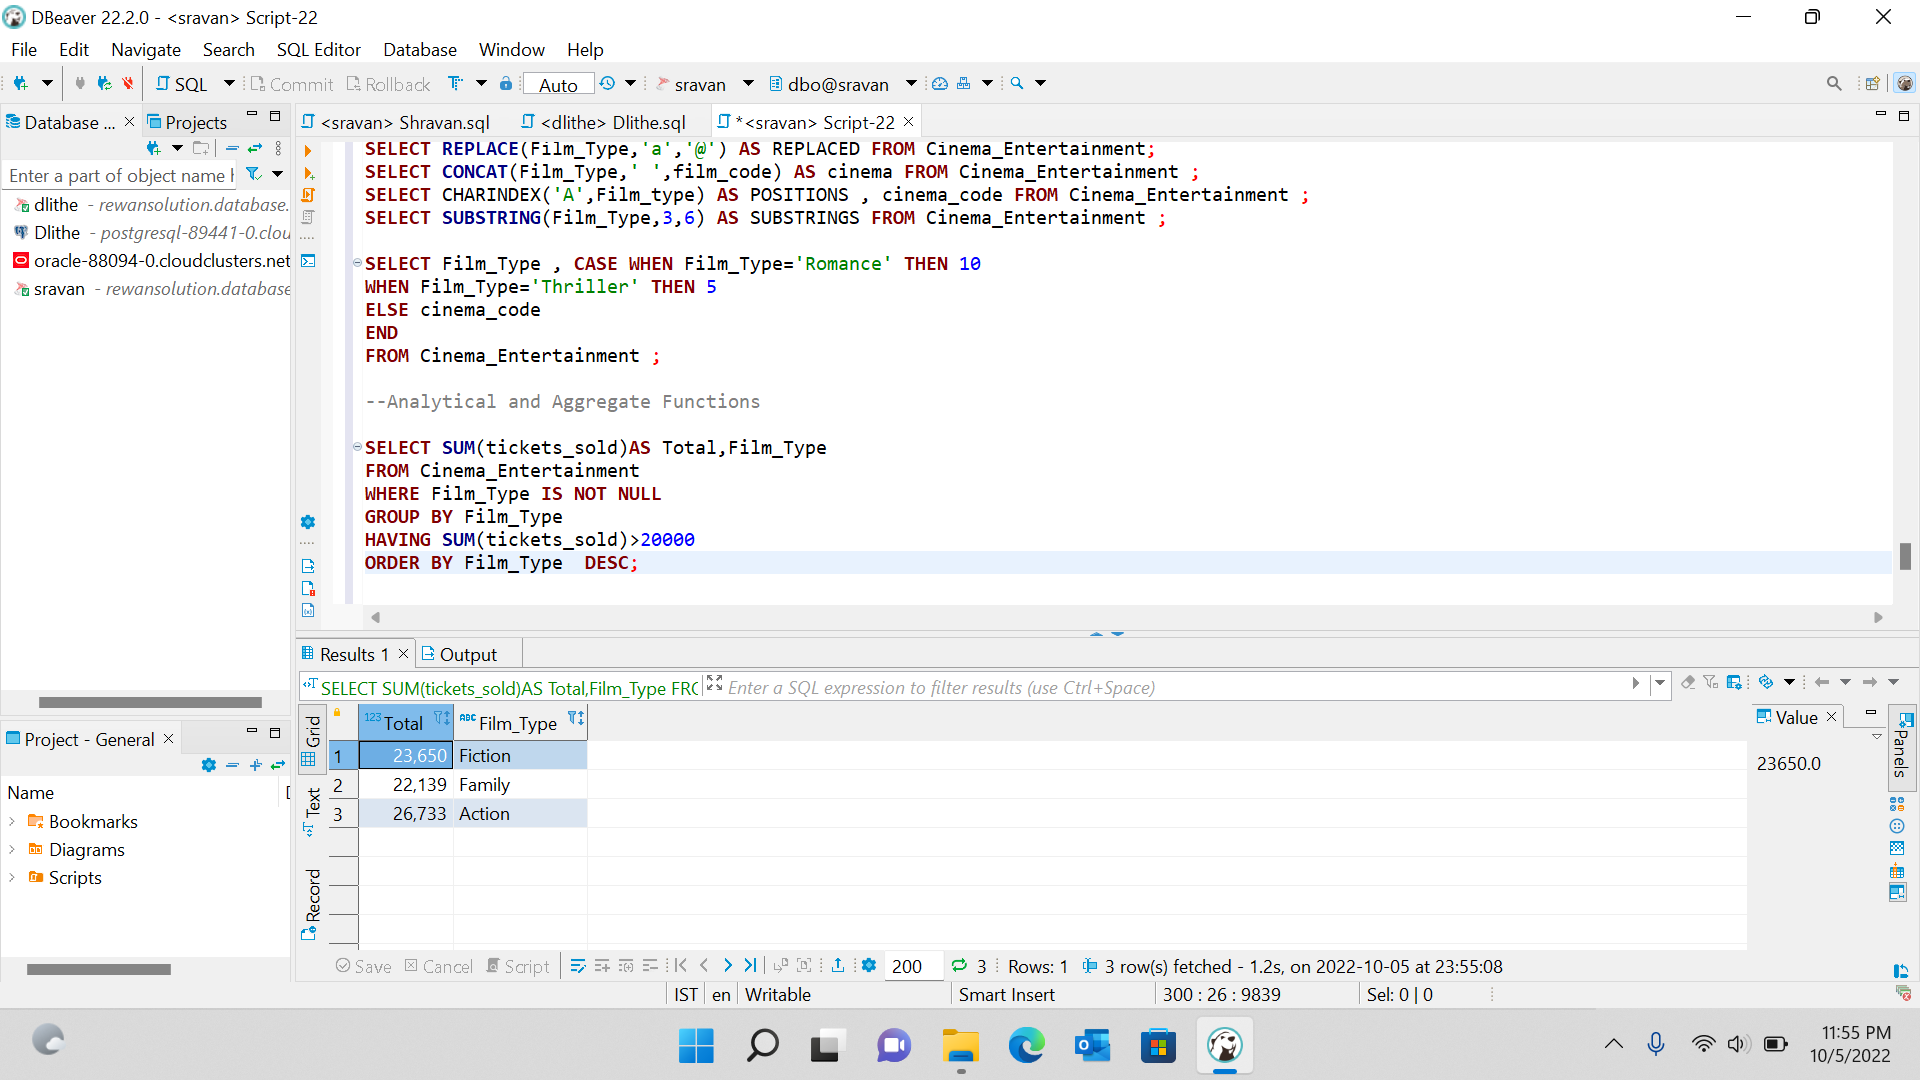 DBeaver 22.2.0 - <sravan> Script-22
File Edit Navigate Search SQL Editor Database Window Help
SQL Commit Rollback Auto sravan dbo@sravan
Database ... Projects
<sravan> Shravan.sql <dlithe> Dlithe.sql *<sravan> Script-22
Enter a part of object name h
dlithe - rewansolution.database.
Dlithe - postgresql-89441-0.clou
oracle-88094-0.cloudclusters.net
sravan - rewansolution.database
SELECT REPLACE(Film_Type,'a','@') AS REPLACED FROM Cinema_Entertainment;
SELECT CONCAT(Film_Type,' ',film_code) AS cinema FROM Cinema_Entertainment ;
SELECT CHARINDEX('A',Film_type) AS POSITIONS , cinema_code FROM Cinema_Entertainment ;
SELECT SUBSTRING(Film_Type,3,6) AS SUBSTRINGS FROM Cinema_Entertainment ;
SELECT Film_Type , CASE WHEN Film_Type='Romance' THEN 10
WHEN Film_Type='Thriller' THEN 5
ELSE cinema_code
END
FROM Cinema_Entertainment ;
--Analytical and Aggregate Functions
SELECT SUM(tickets_sold)AS Total,Film_Type
FROM Cinema_Entertainment
WHERE Film_Type IS NOT NULL
GROUP BY Film_Type
HAVING SUM(tickets_sold)>20000
ORDER BY Film_Type  DESC;
Project - General
Name
Bookmarks
Diagrams
Scripts
Results 1 Output
SELECT SUM(tickets_sold)AS Total,Film_Type FRO Enter a SQL expression to filter results (use Ctrl+Space)
Grid
Text
Record
123 Total ABC Film_Type
1 23,650 Fiction
2 22,139 Family
3 26,733 Action
Value
23650.0
Panels
Save Cancel Script 200 3 Rows: 1 3 row(s) fetched - 1.2s, on 2022-10-05 at 23:55:08
IST en Writable Smart Insert 300 : 26 : 9839 Sel: 0 | 0
11:55 PM
10/5/2022